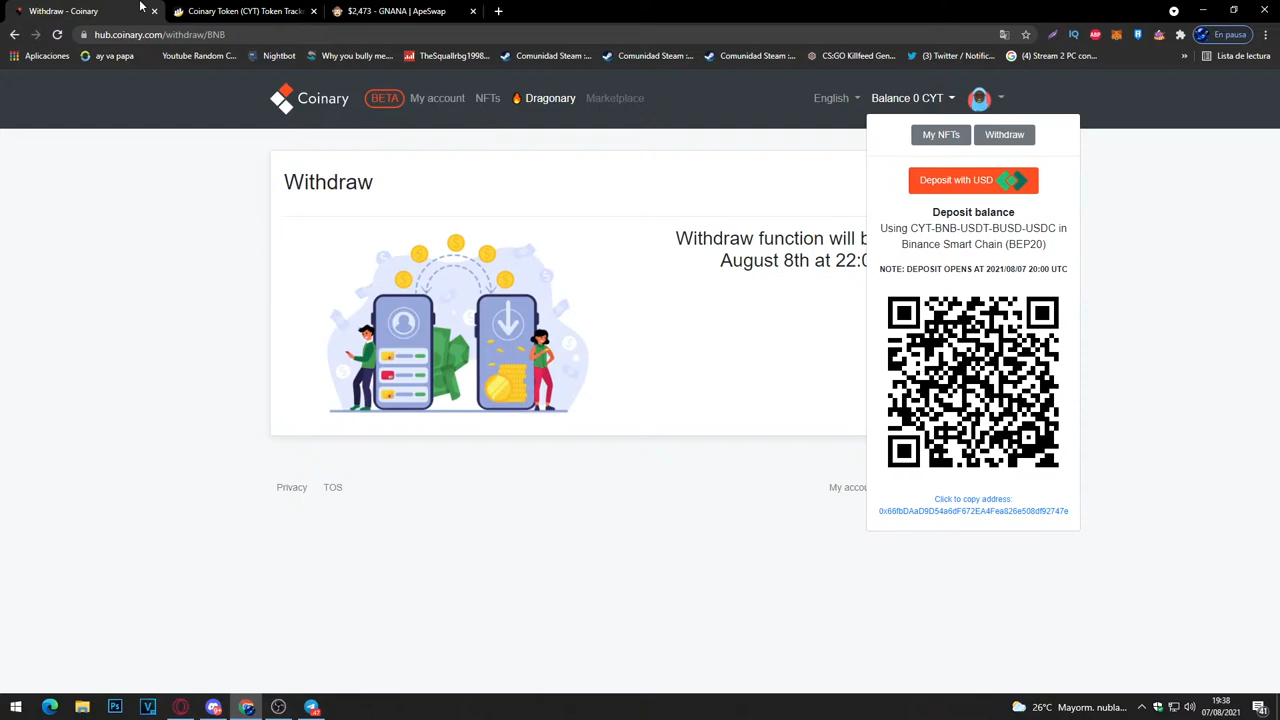 Withdraw - Coinary
Coinary Token (CYT) Token Track
$2,473 - GNANA | ApeSwap
hub.coinary.com/withdraw/BNB
En pausa
Aplicaciones
ay va papa
Youtube Random C...
Nightbot
Why you bully me?
TheSquallrbg1998...
Comunidad Steam :...
Comunidad Steam :...
Comunidad Steam :...
CS:GO Killfeed Gen...
(3) Twitter / Notific...
(4) Stream 2 PC con...
»
Lista de lectura
Coinary
BETA
My account
NFTs
Dragonary
Marketplace
English
Balance 0 CYT
My NFTs
Withdraw
Deposit with USD
Deposit balance
Using CYT-BNB-USDT-BUSD-USDC in
Binance Smart Chain (BEP20)
NOTE: DEPOSIT OPENS AT 2021/08/07 20:00 UTC
Click to copy address:
0x66fbDAaD9D54a6dF672EA4Fea826e508df92747e
Withdraw
Withdraw function will b
August 8th at 22:0
Privacy
TOS
My accou
26°C
Mayorm. nubla...
19:38
07/08/2021